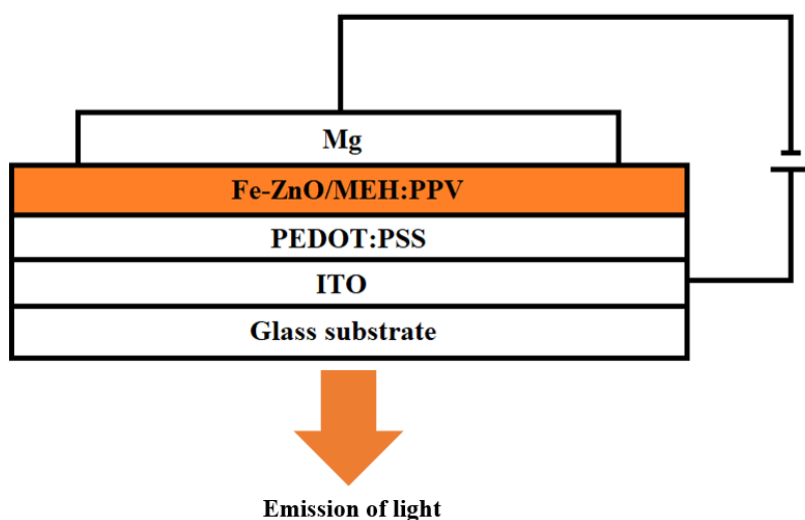 Mg
Fe-ZnO/MEH:PPV
PEDOT:PSS
ITO
Glass substrate
Emission of light